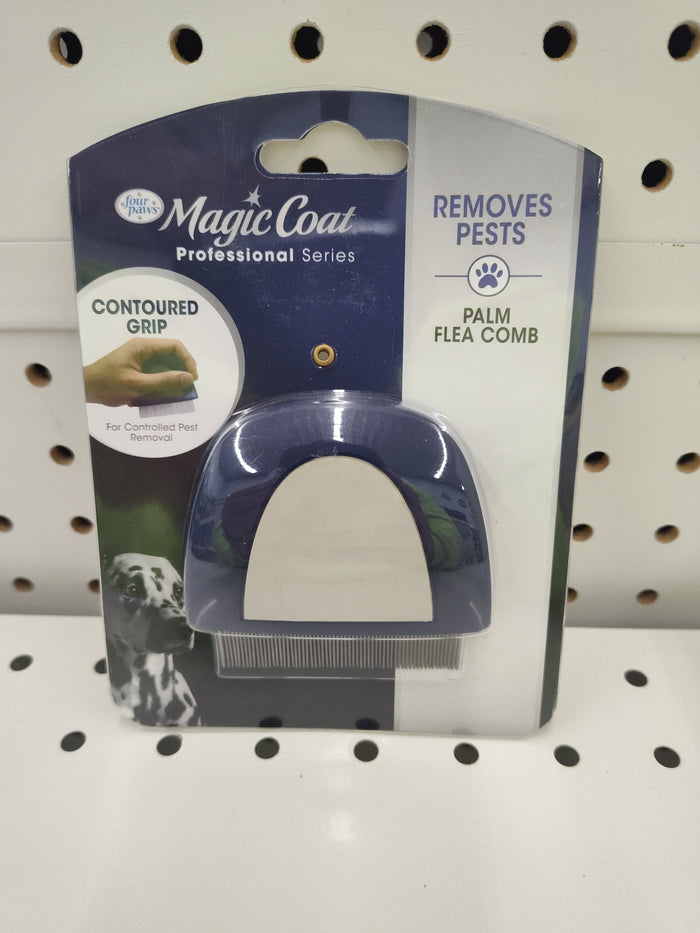 four
paws
Magic Coat
Professional Series
REMOVES
PESTS
PALM
FLEA COMB
CONTOURED
GRIP
For Controlled Pest
Removal